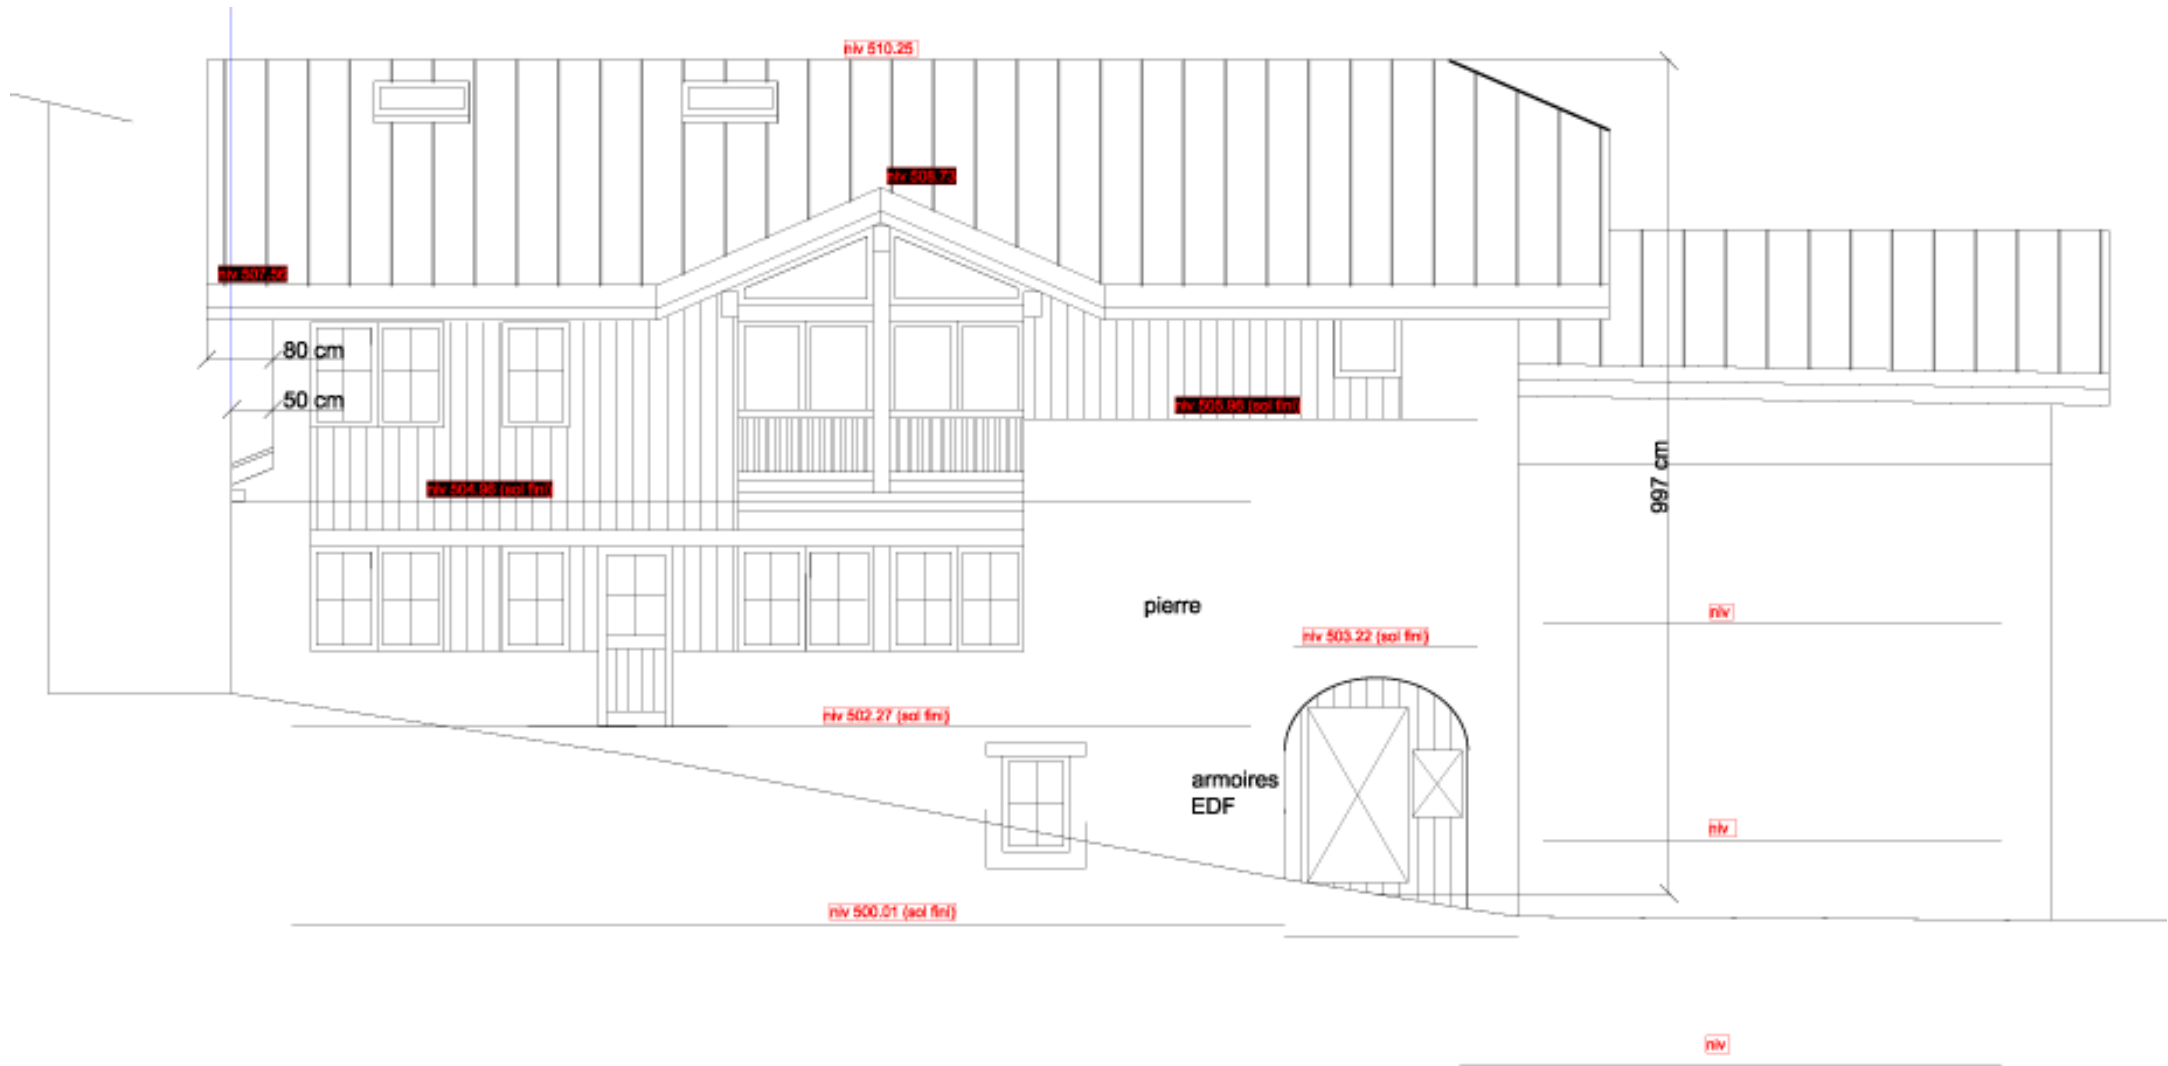 niv 510.25
niv 508.73
niv 507.56
80 cm
50 cm
niv 505.96 (sol fini)
niv 504.96 (sol fini)
997 cm
pierre
niv
niv 503.22 (sol fini)
niv 502.27 (sol fini)
armoires
EDF
niv
niv 500.01 (sol fini)
niv